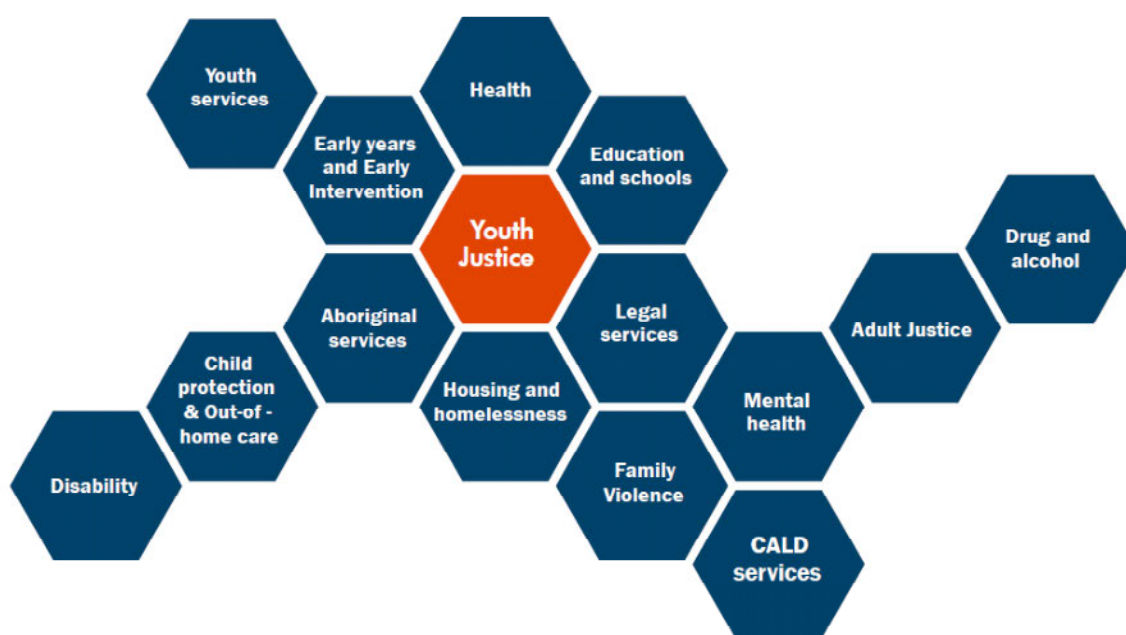 Youth
services
Health
Early years
and Early
Intervention
Education
and schools
Youth
Justice
Drug and
alcohol
Aboriginal
services
Legal
services
Adult Justice
Child
protection
& Out-of -
home care
Housing and
homelessness
Mental
health
Disability
Family
Violence
CALD
services